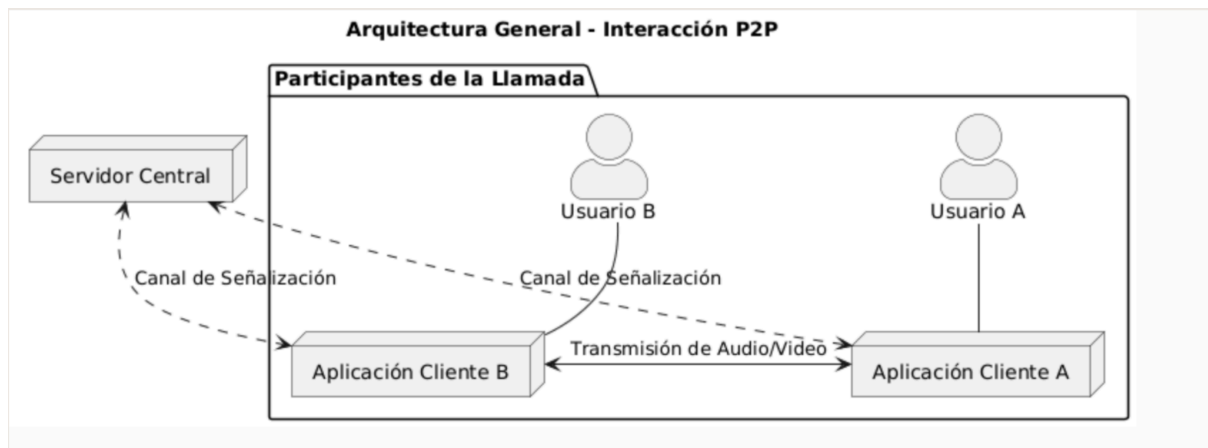 Arquitectura General - Interacción P2P
Participantes de la Llamada
Servidor Central
Usuario B
Usuario A
Canal de Señalización
Canal de Señalización
Transmisión de Audio/Video
Aplicación Cliente B
Aplicación Cliente A